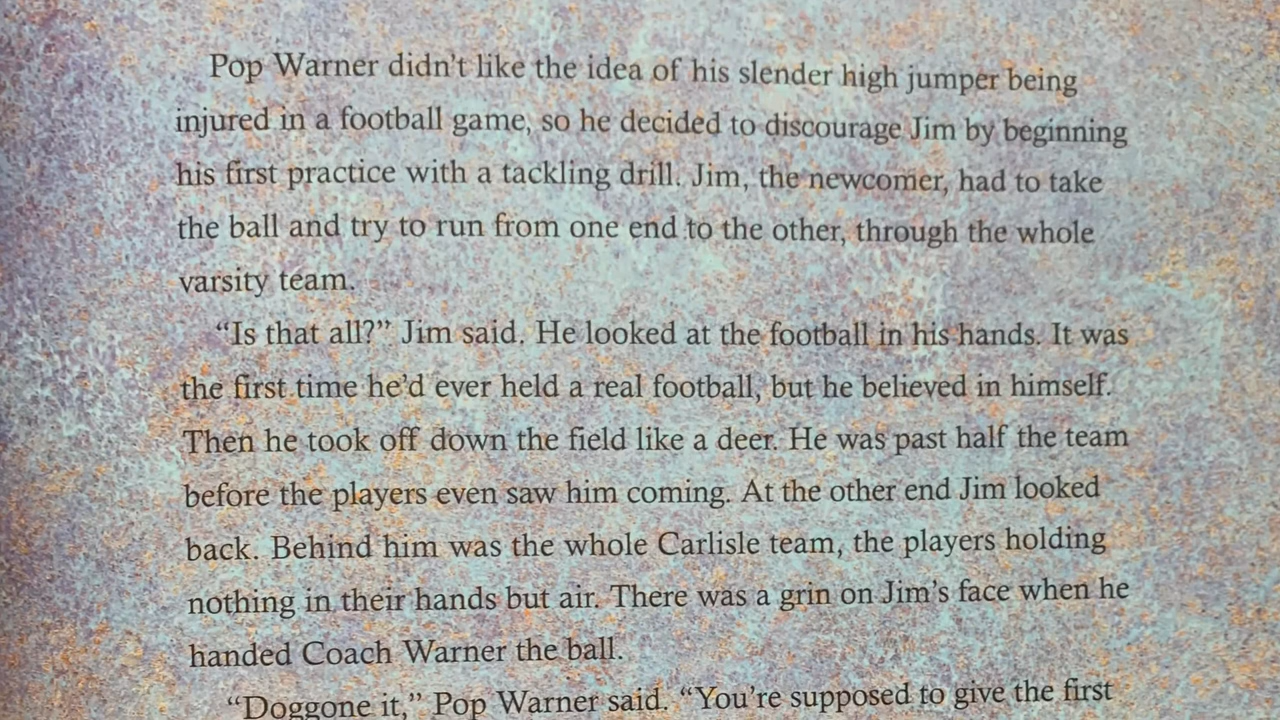 Pop Warner didn't like the idea of his slender high jumper being
injured in a football game, so he decided to discourage Jim by beginning
his first practice with a tackling drill. Jim, the newcomer, had to take
the ball and try to run from one end to the other, through the whole
varsity team.
“Is that all?” Jim said. He looked at the football in his hands. It was
the first time he'd ever held a real football, but he believed in himself.
Then he took off down the field like a deer. He was past half the team
before the players even saw him coming. At the other end Jim looked
back. Behind him was the whole Carlisle team, the players holding
nothing in their hands but air. There was a grin on Jim's face when he
handed Coach Warner the ball.
“Doggone it,” Pop Warner said. “You're supposed to give the first